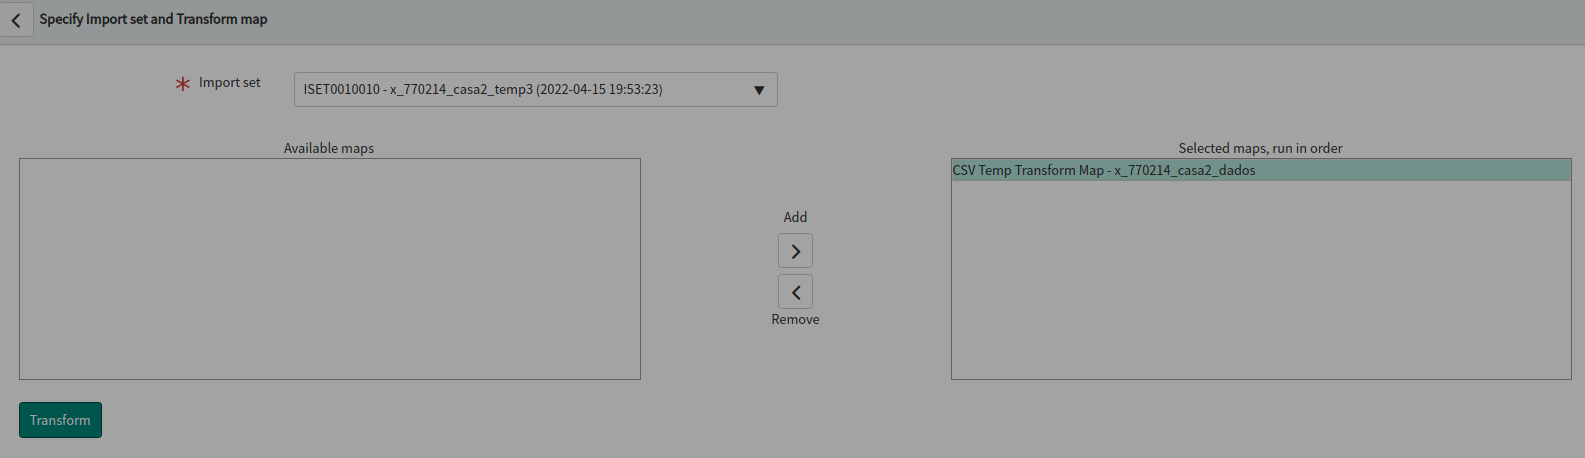 Specify Import set and Transform map
Import set
ISET0010010 - x_770214_casa2_temp3 (2022-04-15 19:53:23)
Available maps
Selected maps, run in order
CSV Temp Transform Map - x_770214_casa2_dados
Add
Remove
Transform